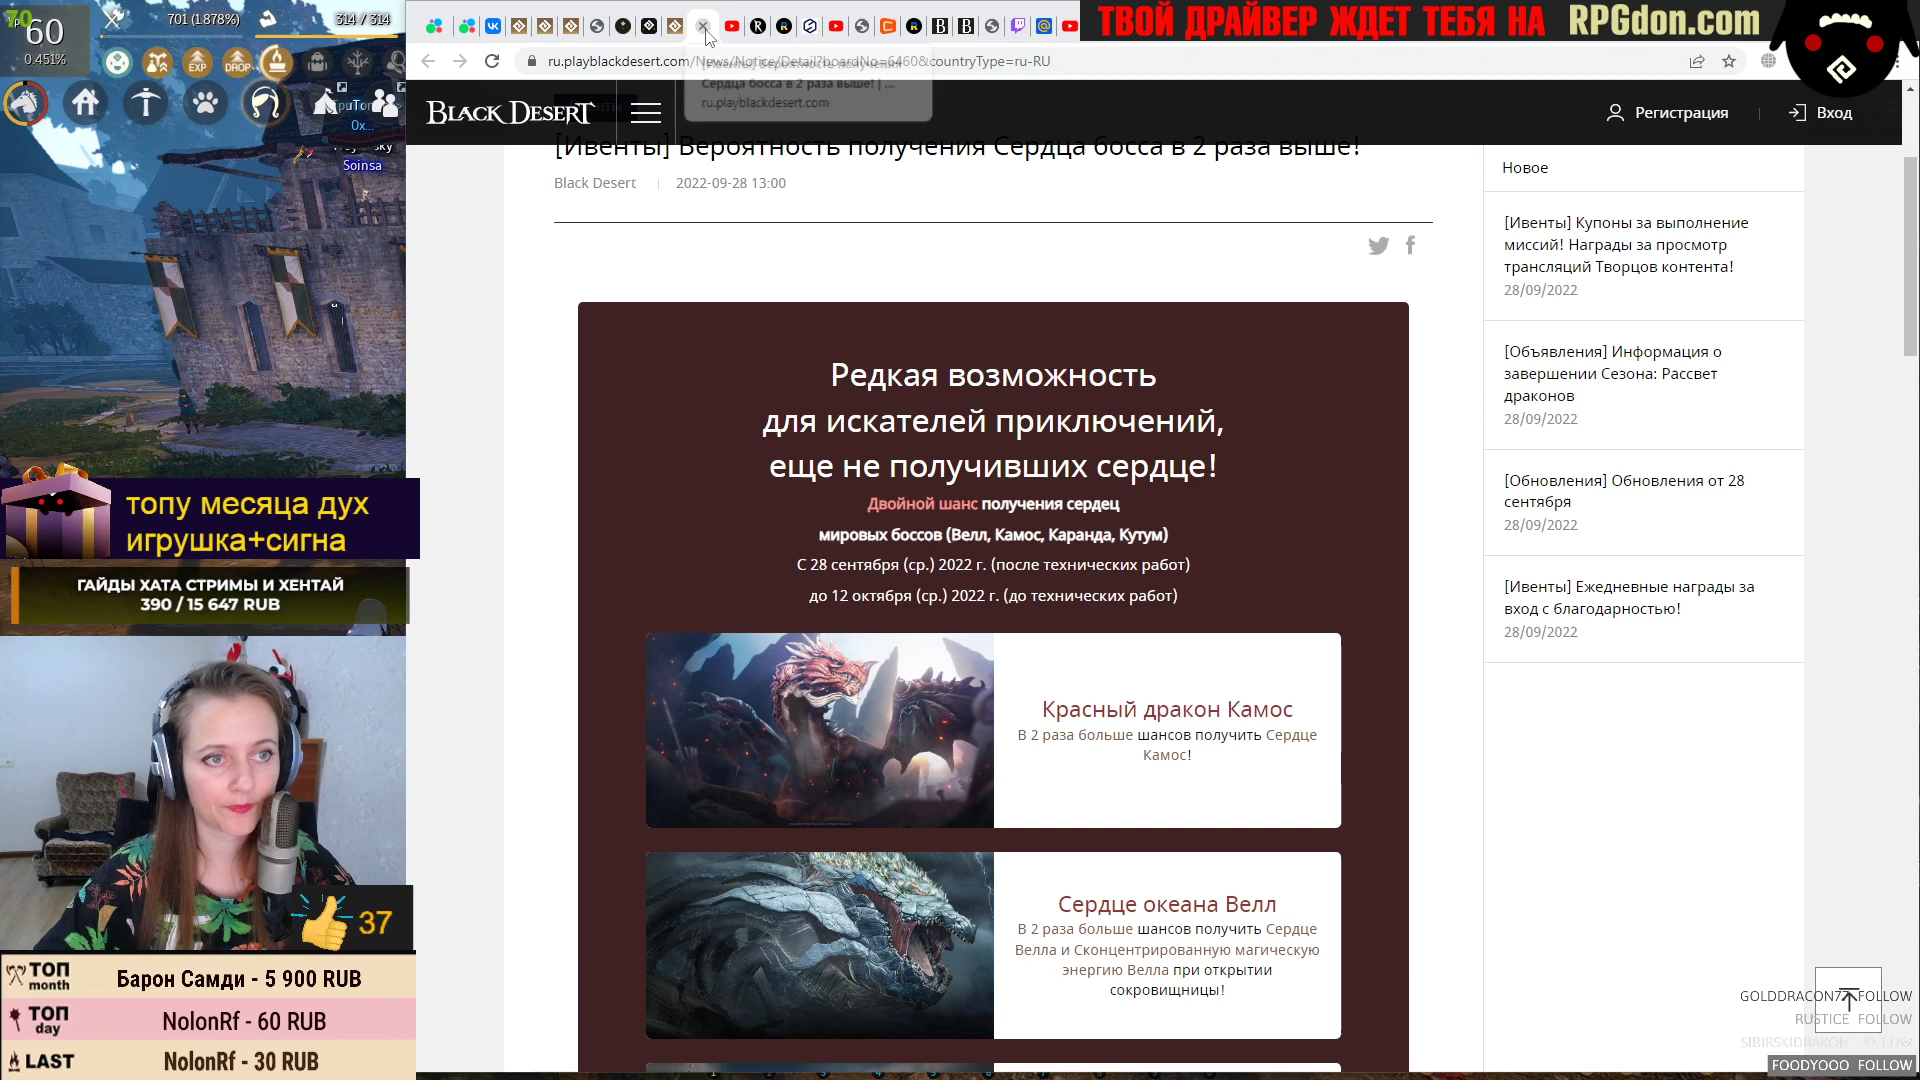 70
60
0.451%
701 (1.878%)
314 / 314
EXP
DROP
Soinsa
топу месяца дух
игрушка+сигна
ГАЙДЫ ХАТА СТРИМЫ И ХЕНТАЙ
390 / 15 647 RUB
37
ТОП
month
Барон Самди - 5 900 RUB
ТОП
day
NolonRf - 60 RUB
LAST
NolonRf - 30 RUB
ТВОЙ ДРАЙВЕР ЖДЕТ ТЕБЯ НА RPGdon.com
ru.playblackdesert.com/News/Notice/Detail?boardNo=6460&countryType=ru-RU
Сердца босса в 2 раза выше! | ...
ru.playblackdesert.com
BLACK DESERT
Регистрация
Вход
[Ивенты] Вероятность получения Сердца босса в 2 раза выше!
Black Desert
2022-09-28 13:00
Редкая возможность
для искателей приключений,
еще не получивших сердце!
Двойной шанс получения сердец
мировых боссов (Велл, Камос, Каранда, Кутум)
С 28 сентября (ср.) 2022 г. (после технических работ)
до 12 октября (ср.) 2022 г. (до технических работ)
Красный дракон Камос
В 2 раза больше шансов получить Сердце
Камос!
Сердце океана Велл
В 2 раза больше шансов получить Сердце
Велла и Сконцентрированную магическую
энергию Велла при открытии
сокровищницы!
Новое
[Ивенты] Купоны за выполнение
миссий! Награды за просмотр
трансляций Творцов контента!
28/09/2022
[Объявления] Информация о
завершении Сезона: Рассвет
драконов
28/09/2022
[Обновления] Обновления от 28
сентября
28/09/2022
[Ивенты] Ежедневные награды за
вход с благодарностью!
28/09/2022
GOLDDRACON77 FOLLOW
RUSTICE FOLLOW
FOODYOOO FOLLOW